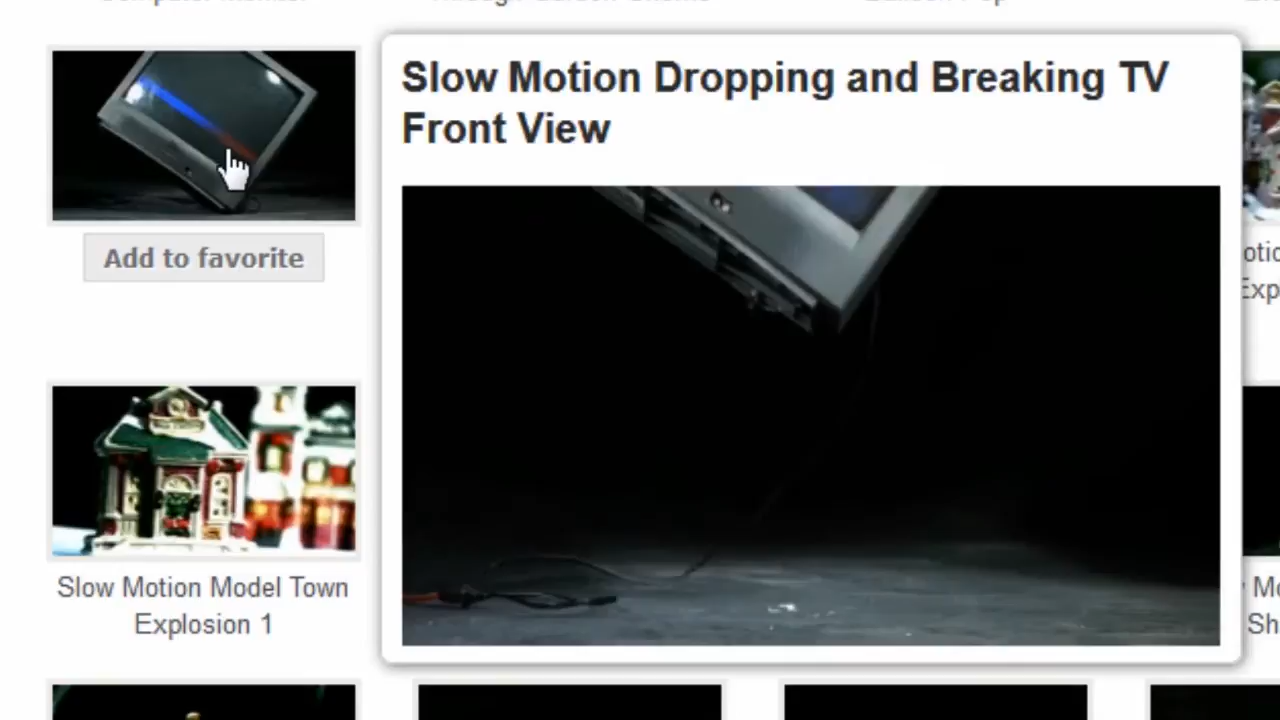 Slow Motion Dropping and Breaking TV
Front View
Add to favorite
Slow Motion Model Town
Explosion 1